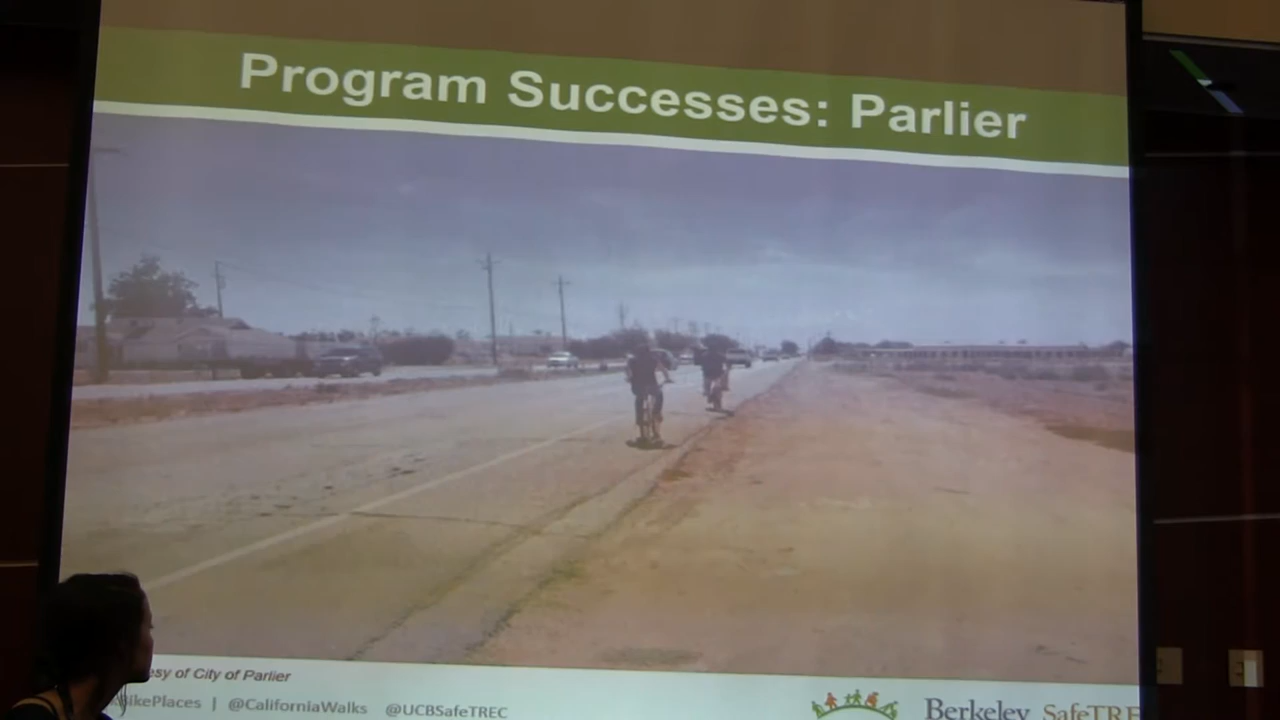 Program Successes: Parlier
of City of Parlier
| @CaliforniaWalks @UCBSafeTREC
Berkeley